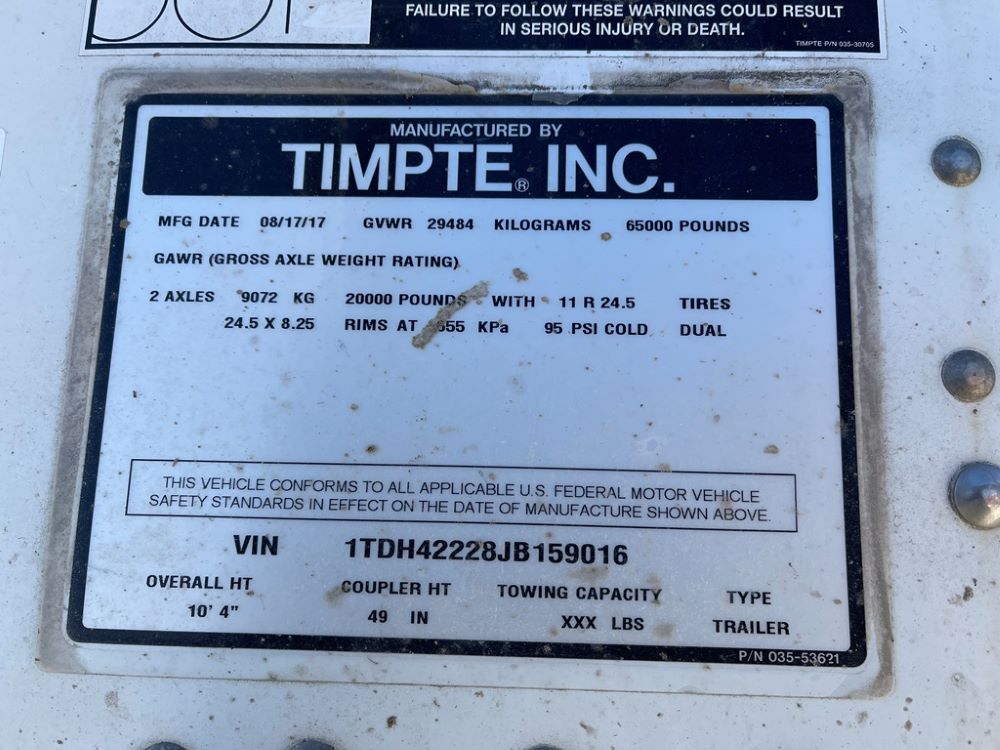 FAILURE TO FOLLOW THESE WARNINGS COULD RESULT
IN SERIOUS INJURY OR DEATH.
TIMPTE P/N 035-30705
MANUFACTURED BY
TIMPTE® INC.
MFG DATE 08/17/17 GVWR 29484 KILOGRAMS 65000 POUNDS
GAWR (GROSS AXLE WEIGHT RATING)
2 AXLES 9072 KG 20000 POUNDS WITH 11 R 24.5 TIRES
24.5 X 8.25 RIMS AT 655 KPa 95 PSI COLD DUAL
THIS VEHICLE CONFORMS TO ALL APPLICABLE U.S. FEDERAL MOTOR VEHICLE
SAFETY STANDARDS IN EFFECT ON THE DATE OF MANUFACTURE SHOWN ABOVE.
VIN 1TDH42228JB159016
OVERALL HT COUPLER HT TOWING CAPACITY TYPE
10' 4" 49 IN XXX LBS TRAILER
P/N 035-53621